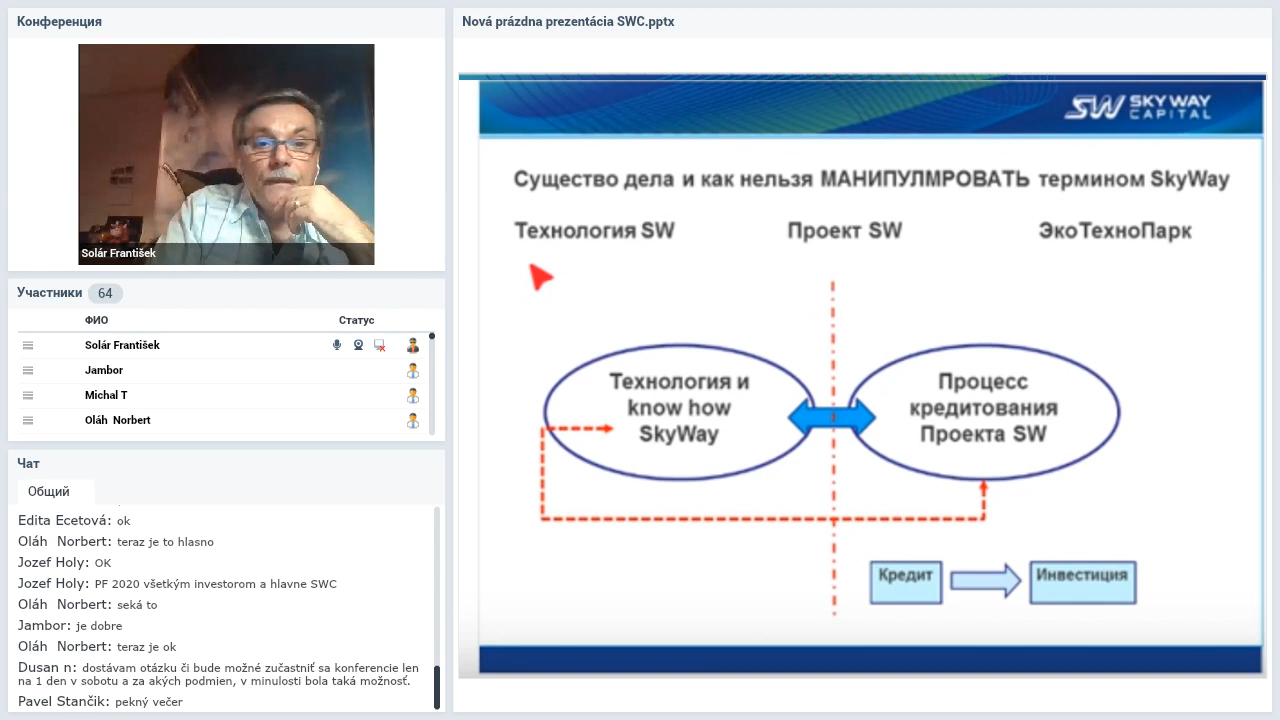 Конференция
Solár František
Участники 64
ФИО Статус
Solár František
Jambor
Michal T
Oláh Norbert
Чат
Общий
Edita Ecetová: ok
Oláh Norbert: teraz je to hlasno
Jozef Holy: OK
Jozef Holy: PF 2020 všetkým investorom a hlavne SWC
Oláh Norbert: seká to
Jambor: je dobre
Oláh Norbert: teraz je ok
Dusan n: dostávam otázku či bude možné zučastniť sa konferencie len
na 1 den v sobotu a za akých podmien, v minulosti bola taká možnosť.
Pavel Stančik: pekný večer
Nová prázdna prezentácia SWC.pptx
SW SKY WAY
CAPITAL
Существо дела и как нельзя МАНИПУЛМРОВАТЬ термином SkyWay
Технология SW Проект SW ЭкоТехноПарк
Технология и
know how
SkyWay
Процесс
кредитования
Проекта SW
Кредит Инвестиция